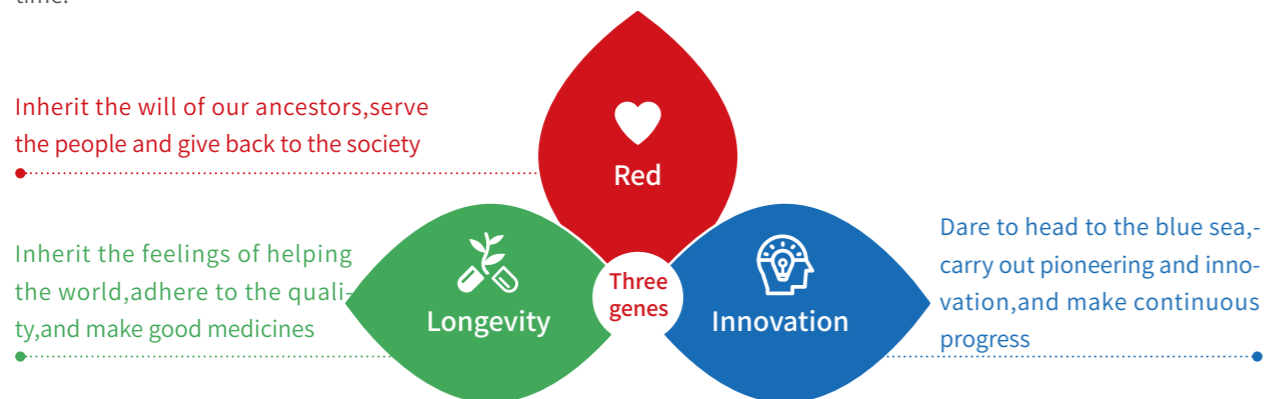 time.
Inherit the will of our ancestors,serve
the people and give back to the society
Red
Inherit the feelings of helping
the world,adhere to the quali-
ty,and make good medicines
Longevity
Three
genes
Innovation
Dare to head to the blue sea,-
carry out pioneering and inno-
vation,and make continuous
progress